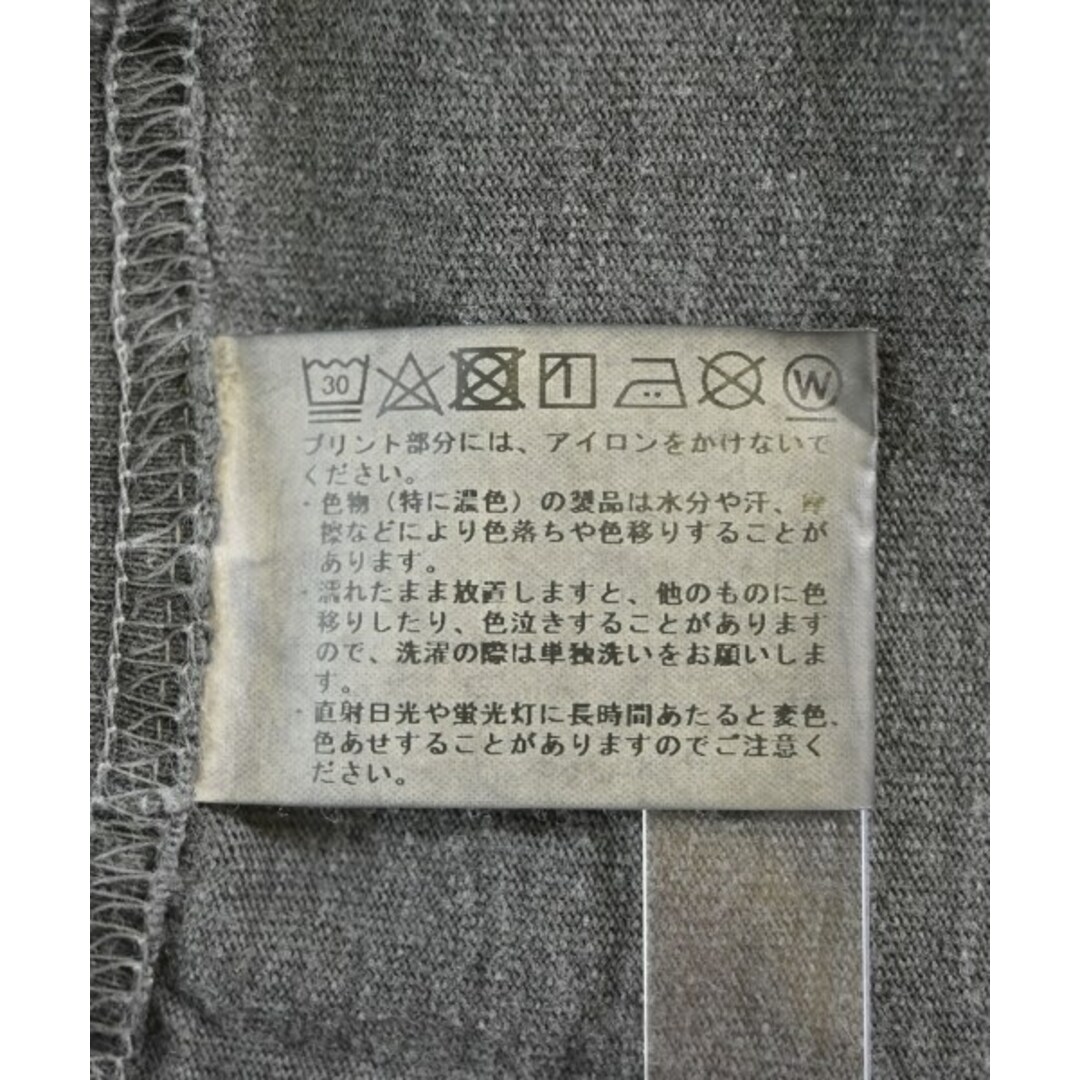 30 W
プリント部分には、アイロンをかけないで
ください。
・色物（特に濃色）の製品は水分や汗、摩
擦などにより色落ちや色移りすることが
あります。
・濡れたまま放置しますと、他のものに色
移りしたり、色泣きすることがあります
ので、洗濯の際は単独洗いをお願いしま
す。
・直射日光や蛍光灯に長時間あたると変色、
色あせすることがありますのでご注意く
ださい。